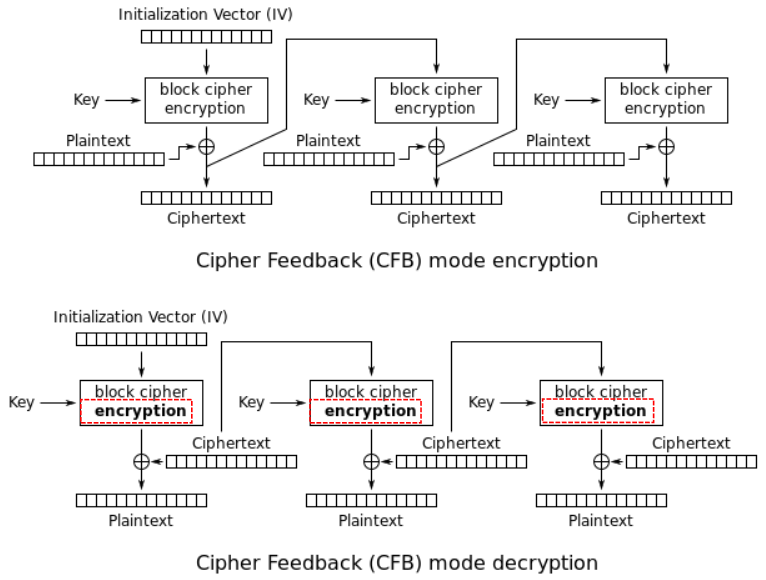 Initialization Vector (IV)
Key
block cipher
encryption
Key
block cipher
encryption
Key
block cipher
encryption
Plaintext
Plaintext
Plaintext
Ciphertext
Ciphertext
Ciphertext
Cipher Feedback (CFB) mode encryption
Initialization Vector (IV)
Key
block cipher
encryption
Key
block cipher
encryption
Key
block cipher
encryption
Ciphertext
Ciphertext
Ciphertext
Plaintext
Plaintext
Plaintext
Cipher Feedback (CFB) mode decryption